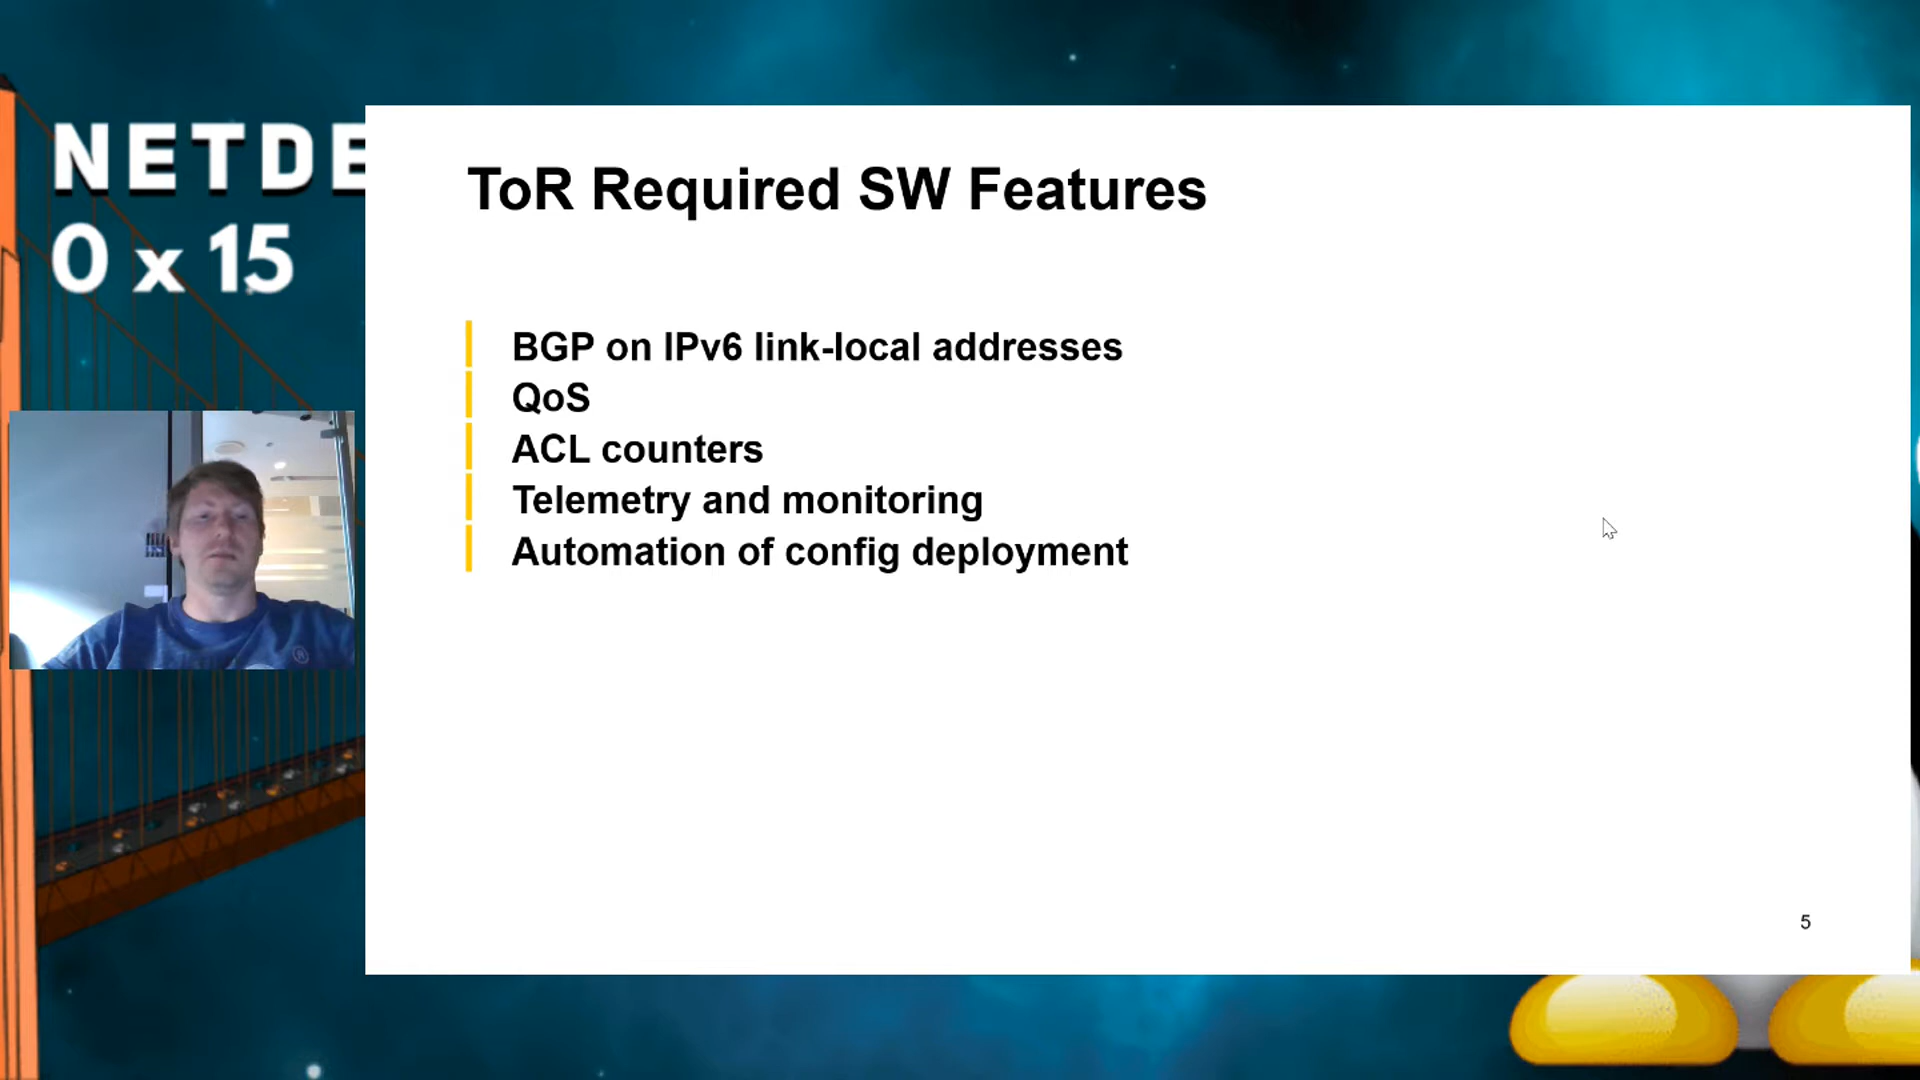 NETDE
0 x 15
ToR Required SW Features
BGP on IPv6 link-local addresses
QoS
ACL counters
Telemetry and monitoring
Automation of config deployment
5
®